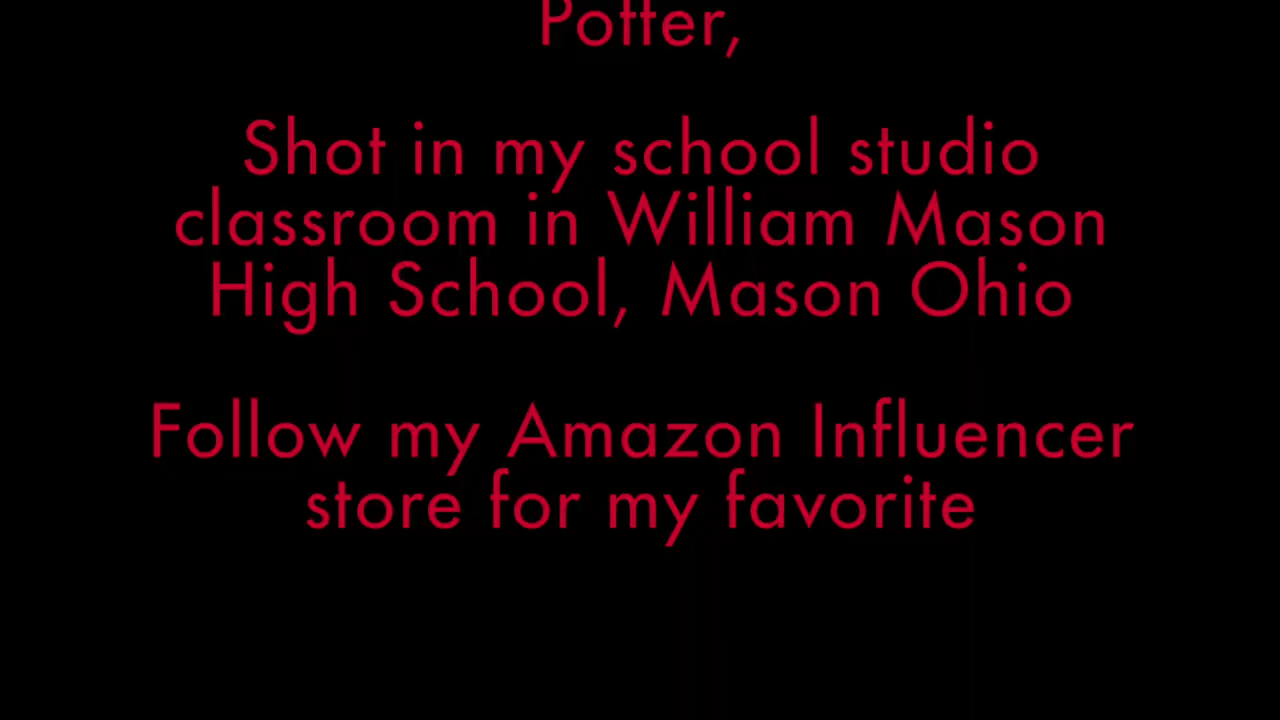 Potter,
Shot in my school studio
classroom in William Mason
High School, Mason Ohio
Follow my Amazon Influencer
store for my favorite